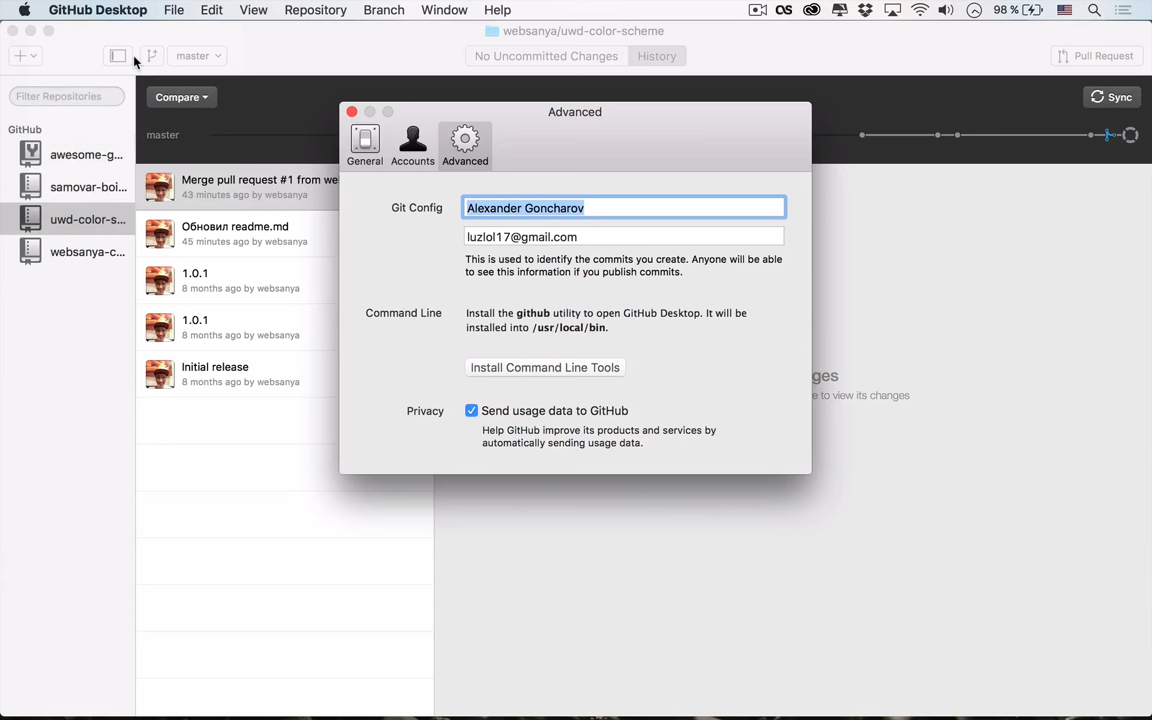 GitHub Desktop File Edit View Repository Branch Window Help 98 %
websanya/uwd-color-scheme
master No Uncommitted Changes History Pull Request
Filter Repositories Compare Sync
GitHub
master
awesome-g...
samovar-boi...
uwd-color-s...
websanya-c...
Merge pull request #1 from we
43 minutes ago by websanya
Обновил readme.md
45 minutes ago by websanya
1.0.1
8 months ago by websanya
1.0.1
8 months ago by websanya
Initial release
8 months ago by websanya
Advanced
General Accounts Advanced
Git Config Alexander Goncharov
luzlol17@gmail.com
This is used to identify the commits you create. Anyone will be able
to see this information if you publish commits.
Command Line Install the github utility to open GitHub Desktop. It will be
installed into /usr/local/bin.
Install Command Line Tools
Privacy Send usage data to GitHub
Help GitHub improve its products and services by
automatically sending usage data.
ges
e to view its changes